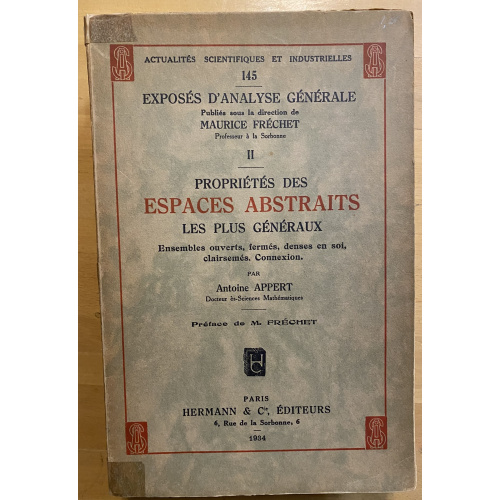 ACTUALITÉS SCIENTIFIQUES ET INDUSTRIELLES
145
EXPOSÉS D'ANALYSE GÉNÉRALE
Publiés sous la direction de
MAURICE FRÉCHET
Professeur à la Sorbonne
II
PROPRIÉTÉS DES
ESPACES ABSTRAITS
LES PLUS GÉNÉRAUX
Ensembles ouverts, fermés, denses en soi,
clairsemés. Connexion.
PAR
Antoine APPERT
Docteur ès-Sciences Mathématiques
Préface de M. FRÉCHET
HC
PARIS
HERMANN & Cie, ÉDITEURS
6, Rue de la Sorbonne, 6
1934